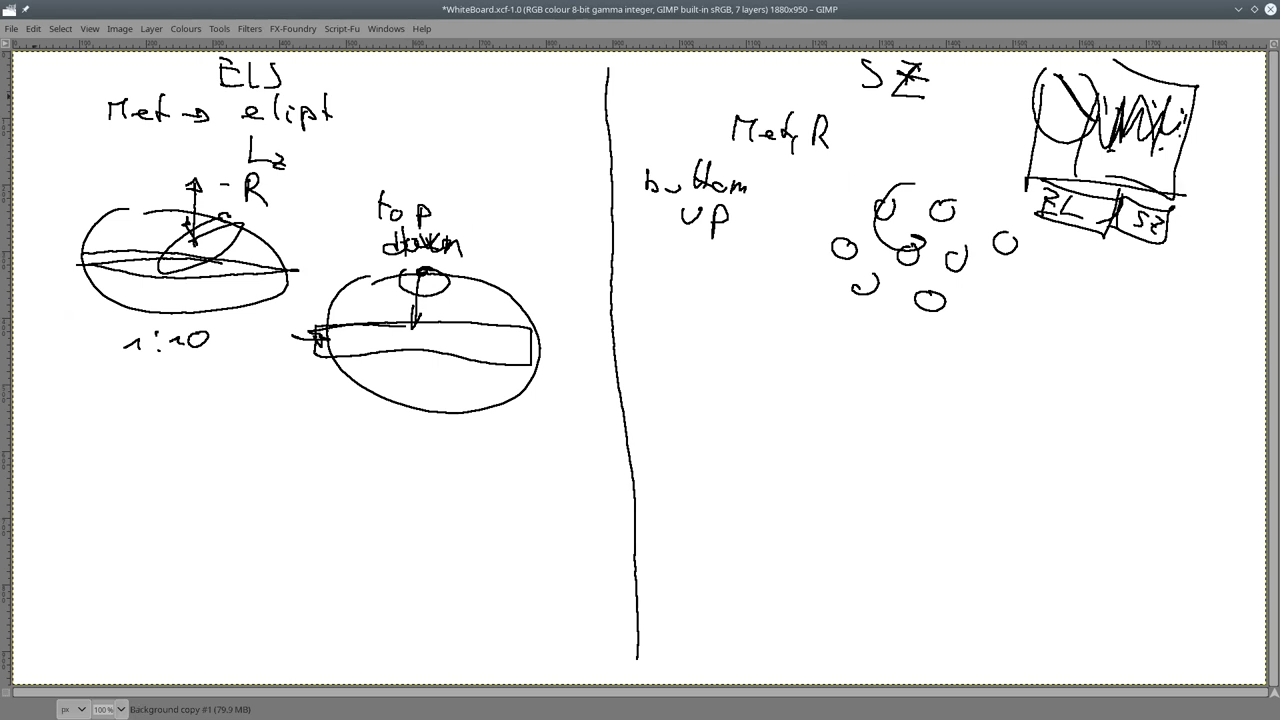 *WhiteBoard.xcf-1.0 (RGB colour 8-bit gamma integer, GIMP built-in sRGB, 7 layers) 1880x950 – GIMP
File Edit Select View Image Layer Colours Tools Filters FX-Foundry Script-Fu Windows Help
ELS
Met → elipt
Lz
- R
top
down
1:10
SZ
Met, R
buttom
up
EL
SZ
px 100 % Background copy #1 (79.9 MB)